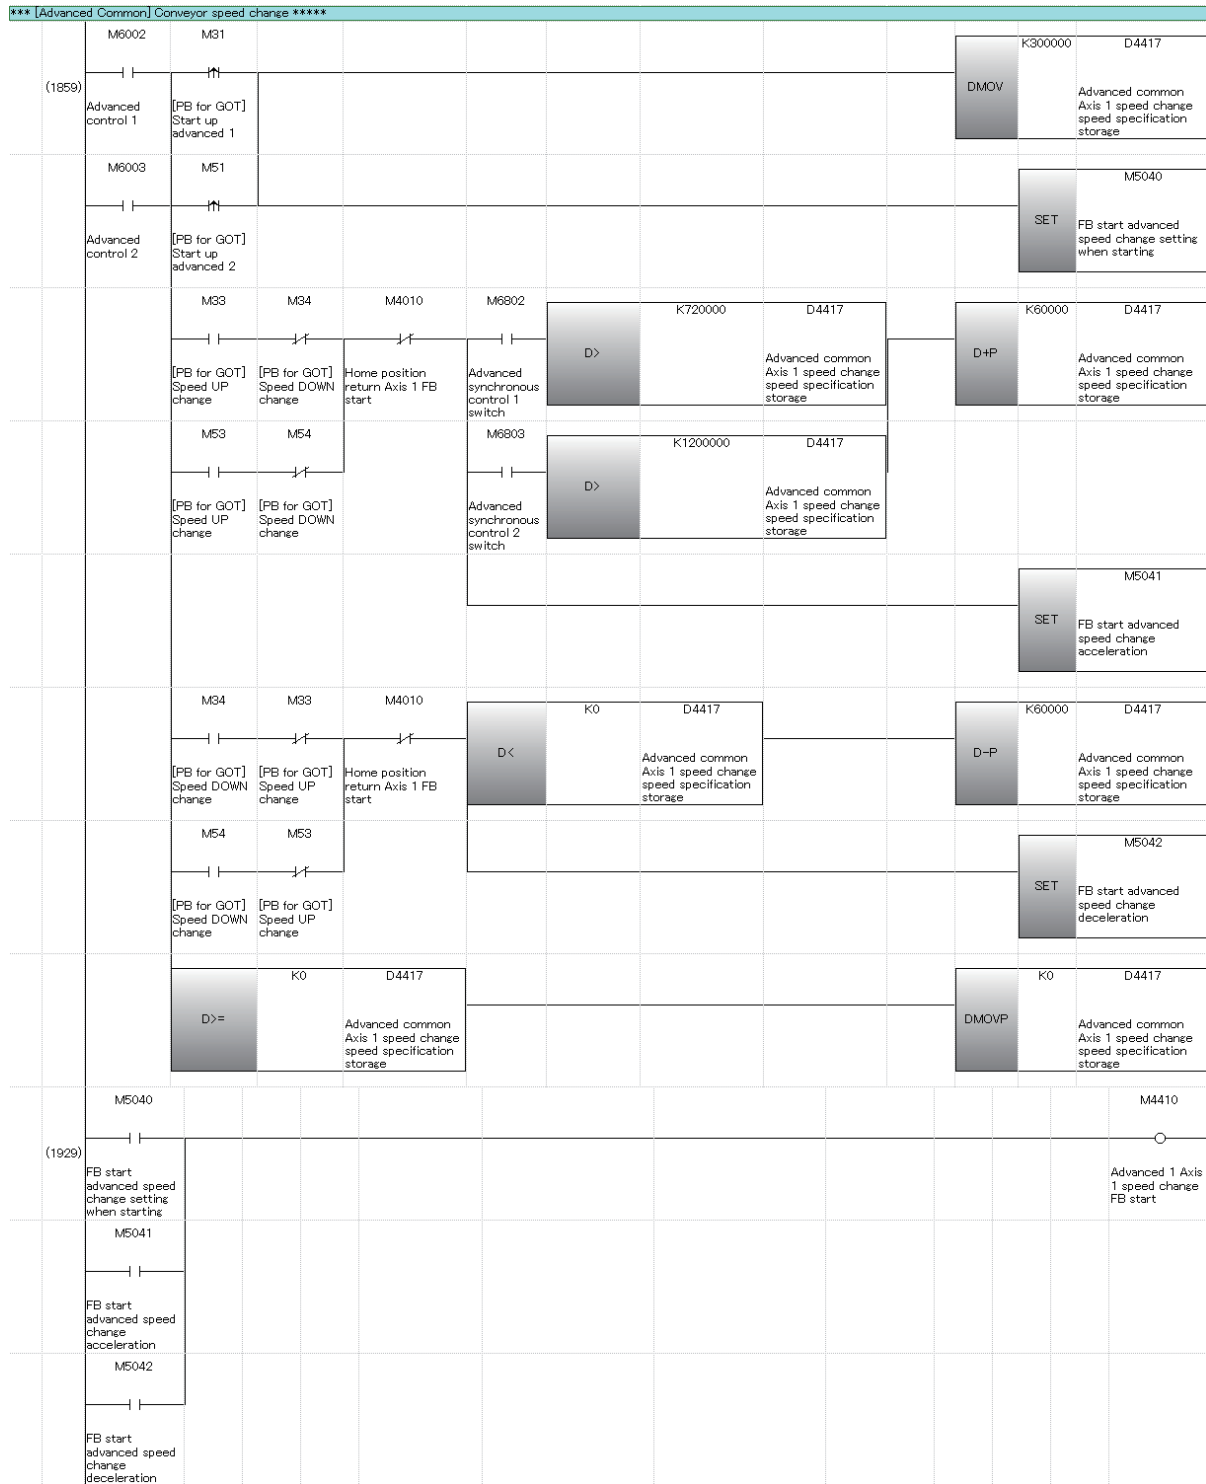 *** [Advanced Common] Conveyor speed change *****
M6002 M31
K300000 D4417
(1859)
DMOV
Advanced
control 1
[PB for GOT]
Start up
advanced 1
Advanced common
Axis 1 speed change
speed specification
storage
M6003 M51
M5040
SET
Advanced
control 2
[PB for GOT]
Start up
advanced 2
FB start advanced
speed change setting
when starting
M33 M34 M4010 M6802
K720000 D4417
K60000 D4417
D>
D+P
[PB for GOT]
Speed UP
change
[PB for GOT]
Speed DOWN
change
Home position
return Axis 1 FB
start
Advanced
synchronous
control 1
switch
Advanced common
Axis 1 speed change
speed specification
storage
Advanced common
Axis 1 speed change
speed specification
storage
M53 M54 M6803
K1200000 D4417
D>
[PB for GOT]
Speed UP
change
[PB for GOT]
Speed DOWN
change
Advanced
synchronous
control 2
switch
Advanced common
Axis 1 speed change
speed specification
storage
M5041
SET
FB start advanced
speed change
acceleration
M34 M33 M4010
K0 D4417
K60000 D4417
D<
D-P
[PB for GOT]
Speed DOWN
change
[PB for GOT]
Speed UP
change
Home position
return Axis 1 FB
start
Advanced common
Axis 1 speed change
speed specification
storage
Advanced common
Axis 1 speed change
speed specification
storage
M54 M53
M5042
SET
[PB for GOT]
Speed DOWN
change
[PB for GOT]
Speed UP
change
FB start advanced
speed change
deceleration
K0 D4417
K0 D4417
D>=
DMOVP
Advanced common
Axis 1 speed change
speed specification
storage
Advanced common
Axis 1 speed change
speed specification
storage
M5040
M4410
(1929)
FB start
advanced speed
change setting
when starting
Advanced 1 Axis
1 speed change
FB start
M5041
FB start
advanced speed
change
acceleration
M5042
FB start
advanced speed
change
deceleration